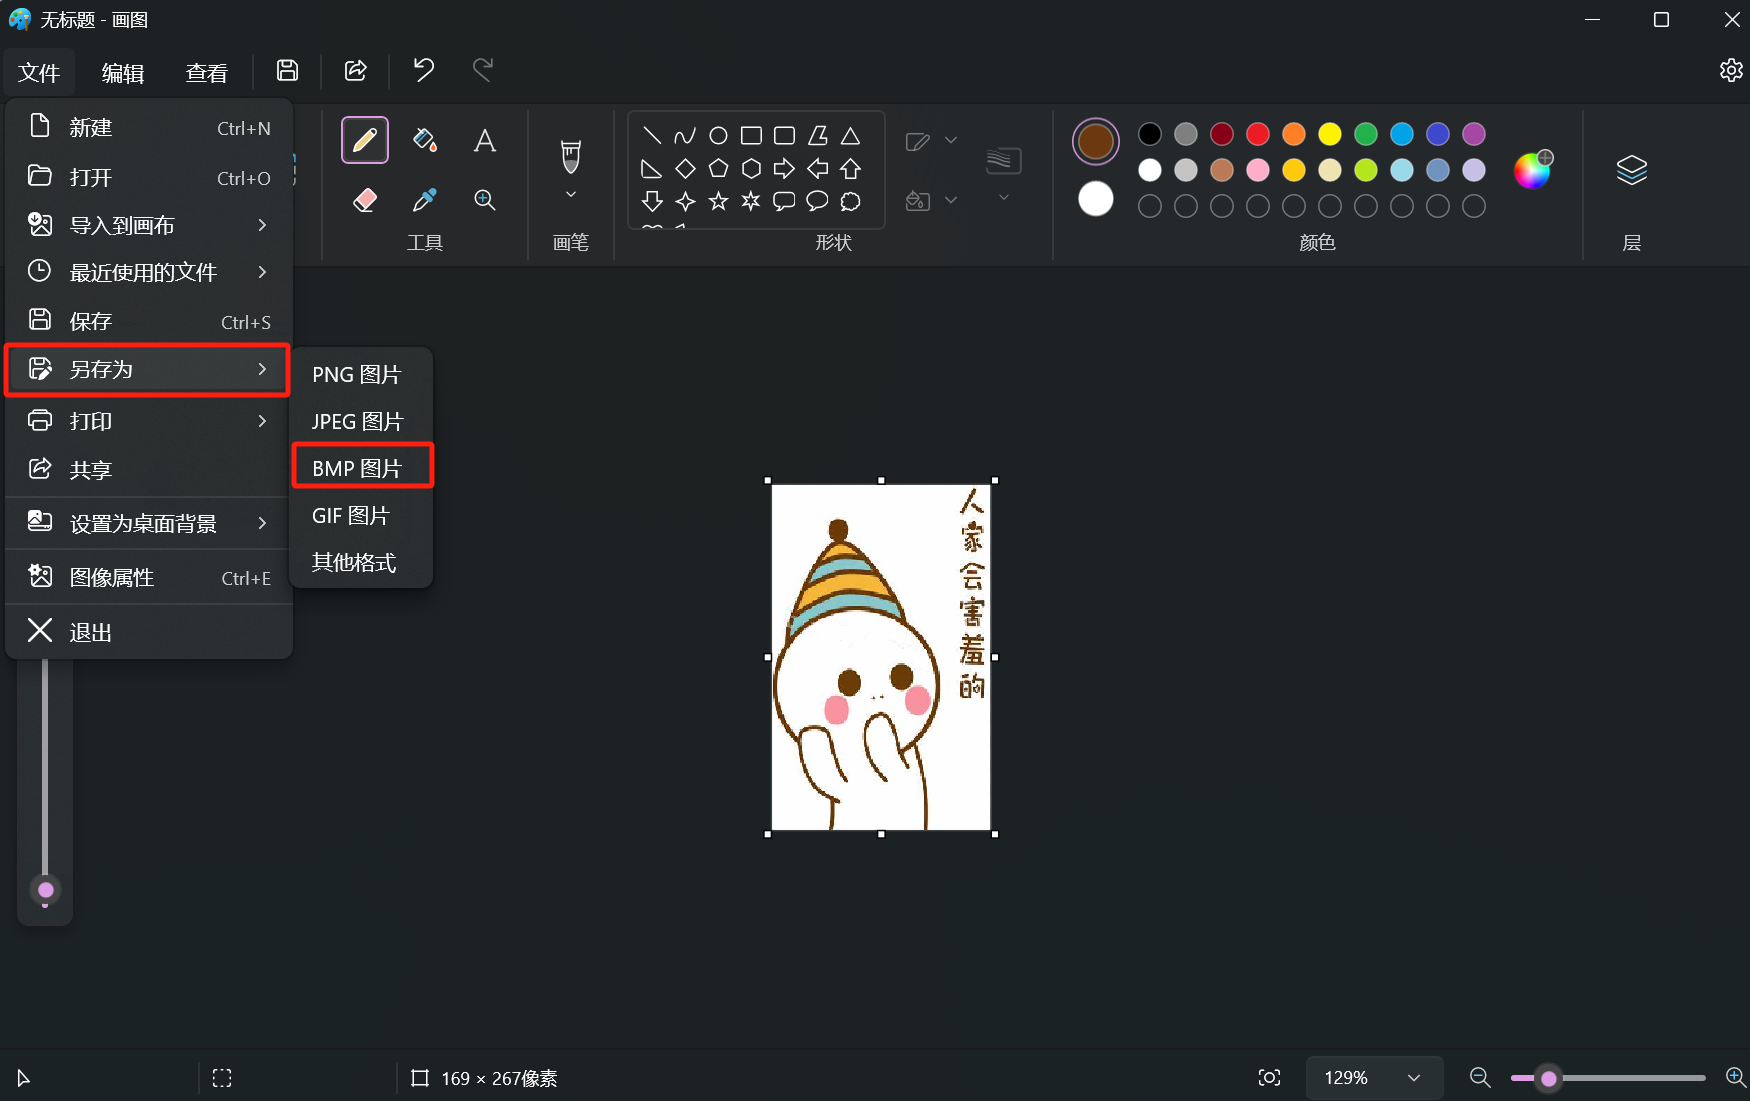 无标题 - 画图
文件
编辑
查看
新建 Ctrl+N
打开 Ctrl+O
导入到画布
最近使用的文件
保存 Ctrl+S
另存为
打印
共享
设置为桌面背景
图像属性 Ctrl+E
退出
PNG 图片
JPEG 图片
BMP 图片
GIF 图片
其他格式
工具
画笔
形状
颜色
层
人家会害羞的
169 × 267像素
129%